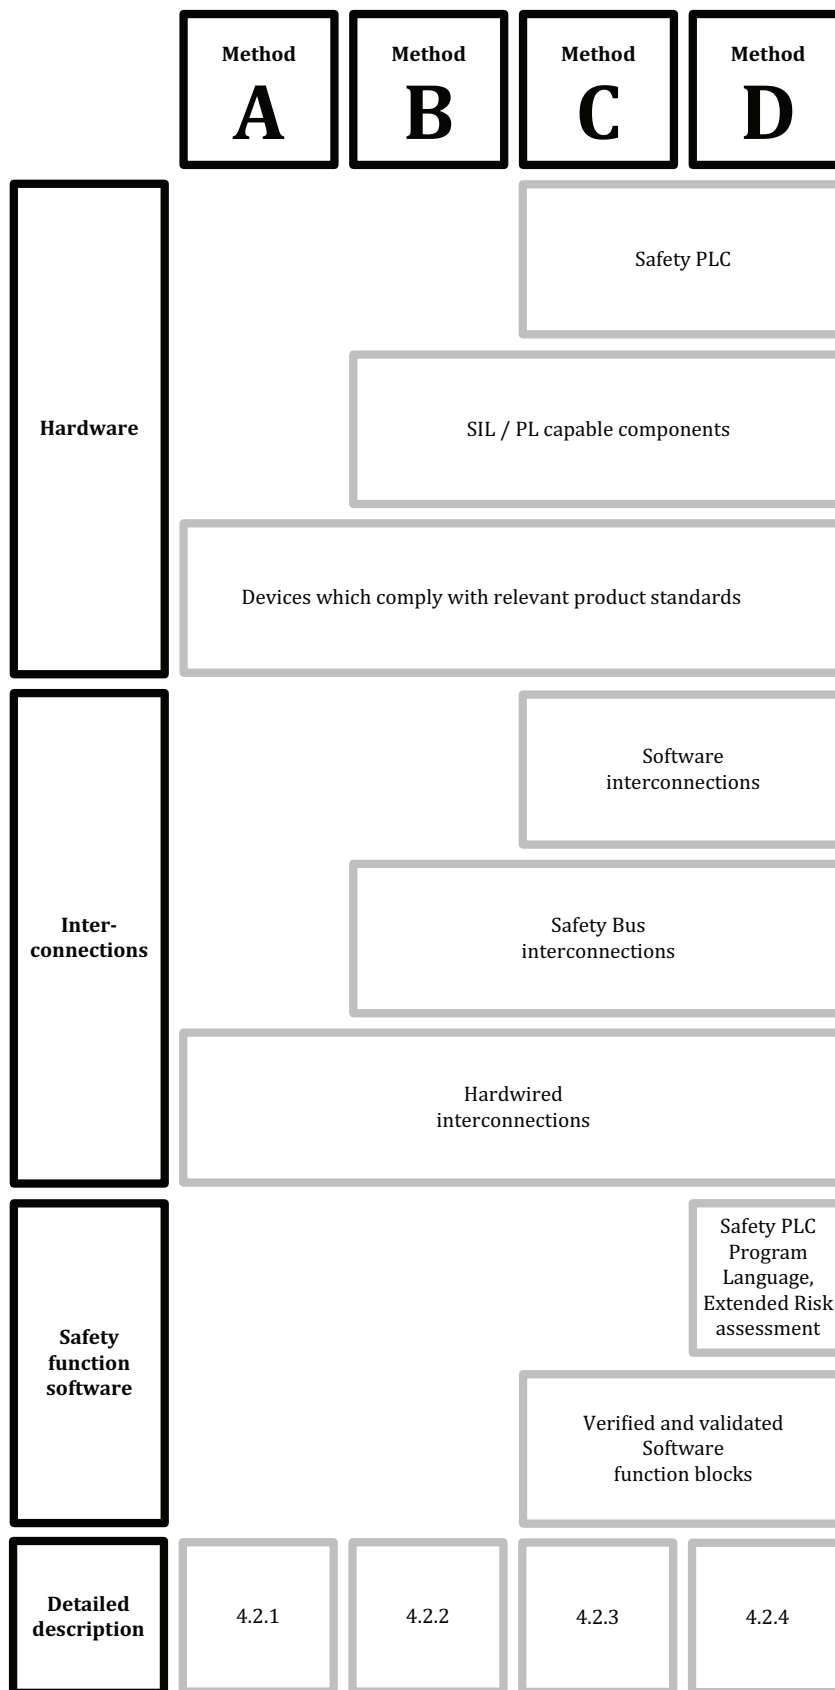 Method
A
Method
B
Method
C
Method
D
Hardware
Safety PLC
SIL / PL capable components
Devices which comply with relevant product standards
Inter-
connections
Software
interconnections
Safety Bus
interconnections
Hardwired
interconnections
Safety
function
software
Safety PLC
Program
Language,
Extended Risk
assessment
Verified and validated
Software
function blocks
Detailed
description
4.2.1
4.2.2
4.2.3
4.2.4